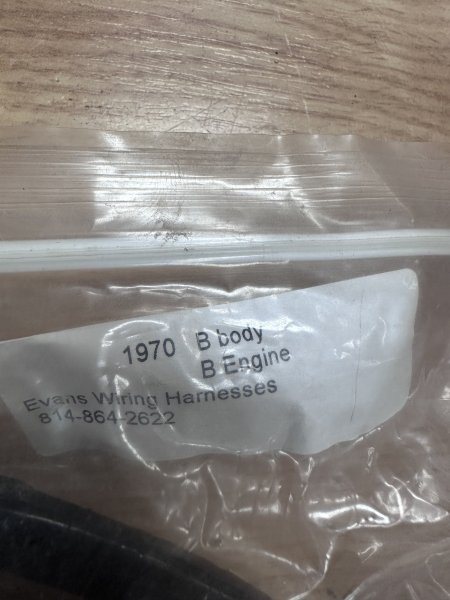 1970 B body
B Engine
Evans Wiring Harnesses
814-864-2622